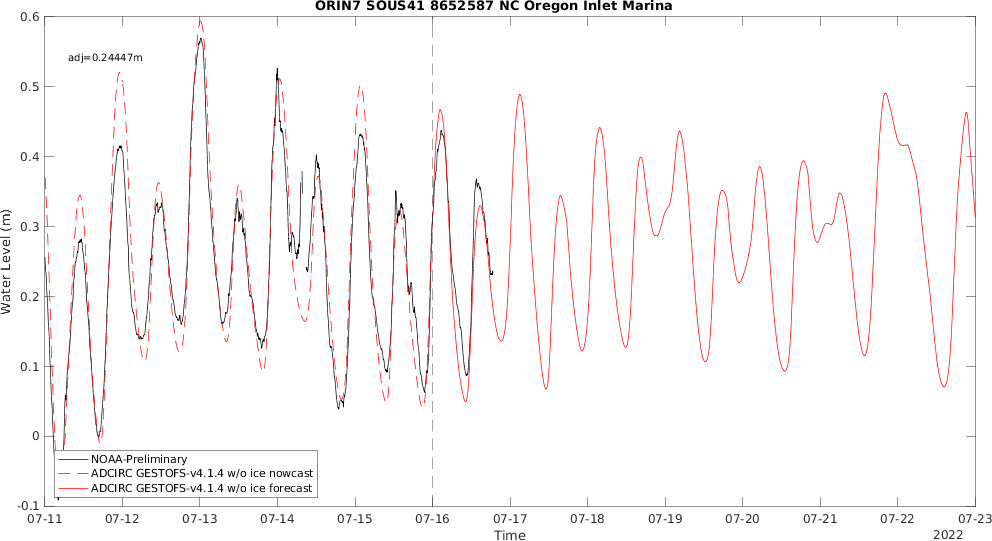 ORIN7 SOUS41 8652587 NC Oregon Inlet Marina
adj=0.24447m
Water Level (m)
0.6
0.5
0.4
0.3
0.2
0.1
0
-0.1
NOAA-Preliminary
ADCIRC GESTOFS-v4.1.4 w/o ice nowcast
ADCIRC GESTOFS-v4.1.4 w/o ice forecast
07-11 07-12 07-13 07-14 07-15 07-16 07-17 07-18 07-19 07-20 07-21 07-22 07-23
Time
2022